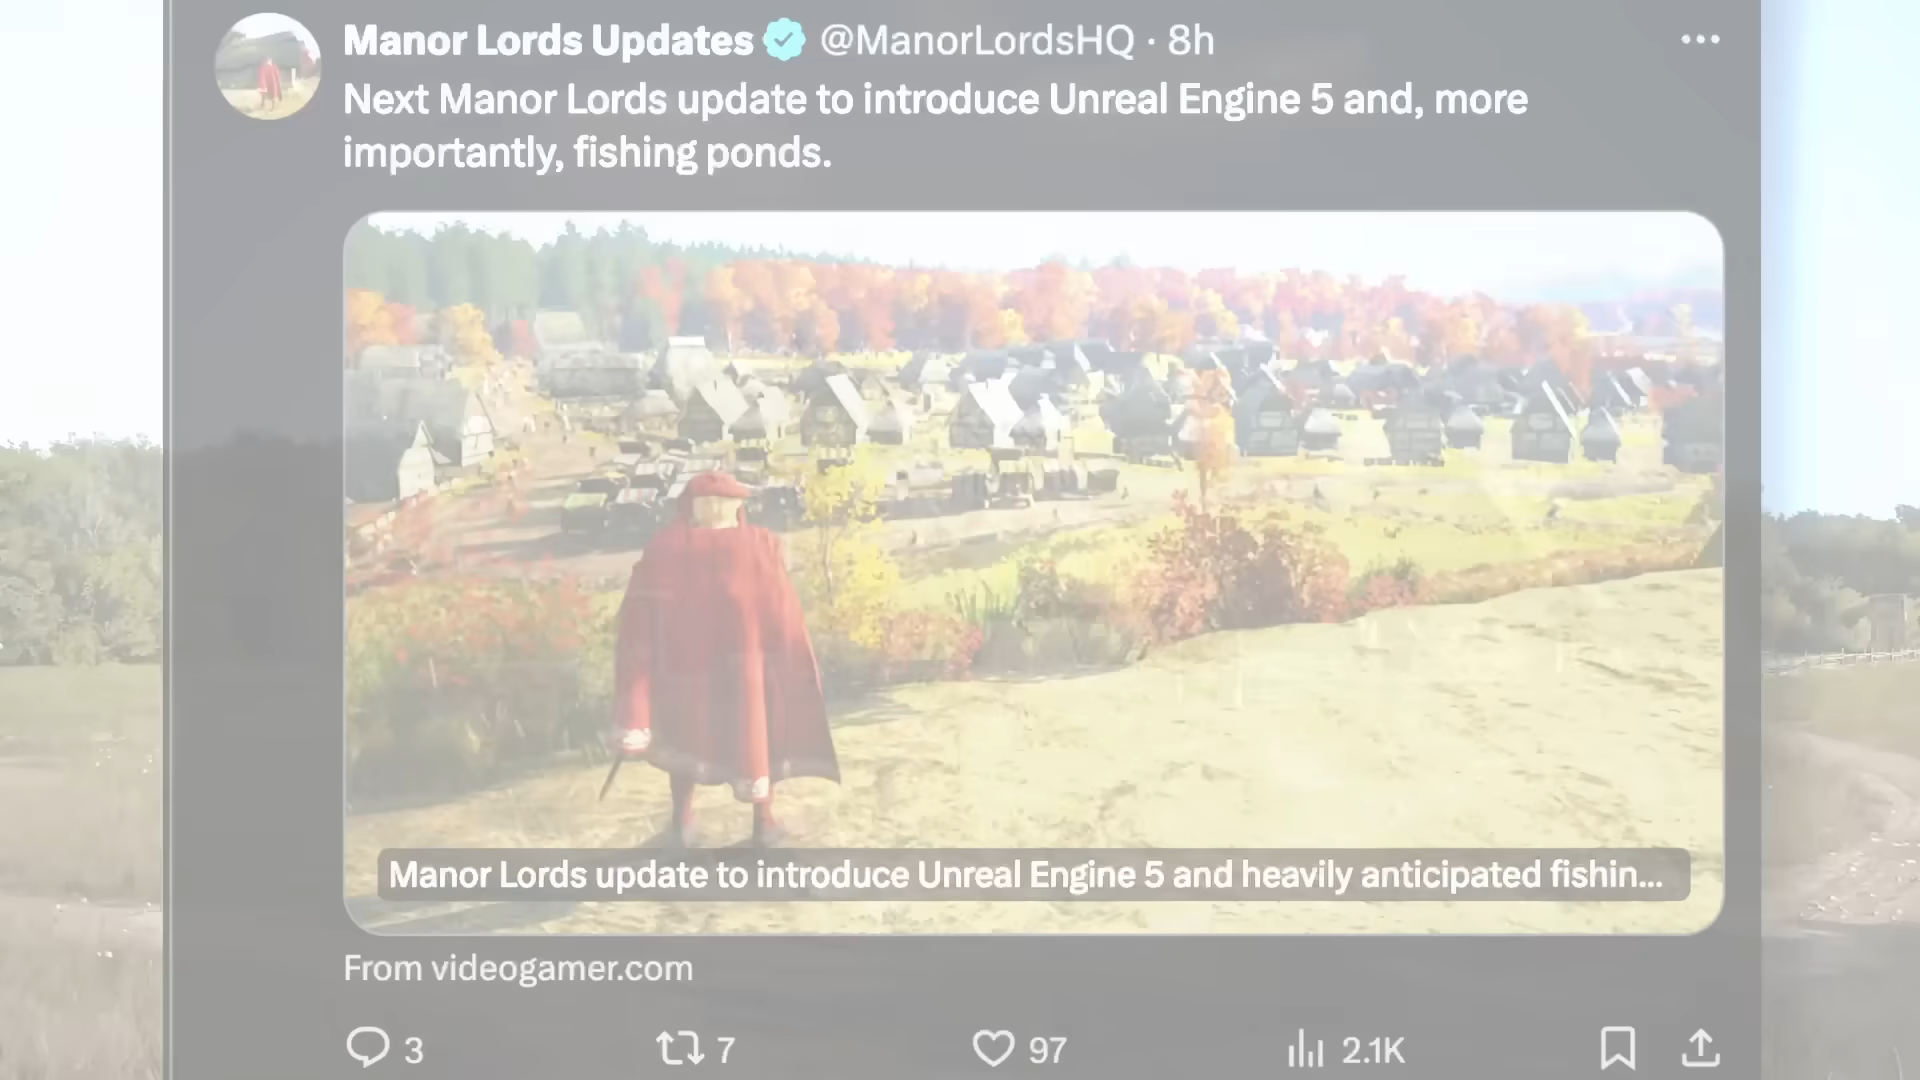 Manor Lords Updates @ManorLordsHQ · 8h
Next Manor Lords update to introduce Unreal Engine 5 and, more
importantly, fishing ponds.
Manor Lords update to introduce Unreal Engine 5 and heavily anticipated fishin...
From videogamer.com
3 7 97 2.1K